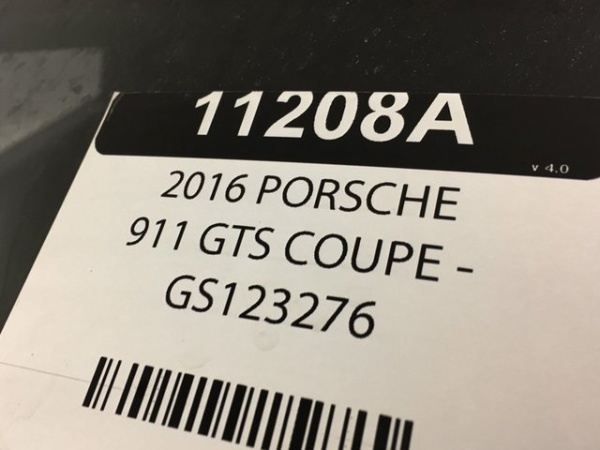 11208A
v 4.0
2016 PORSCHE
911 GTS COUPE -
GS123276